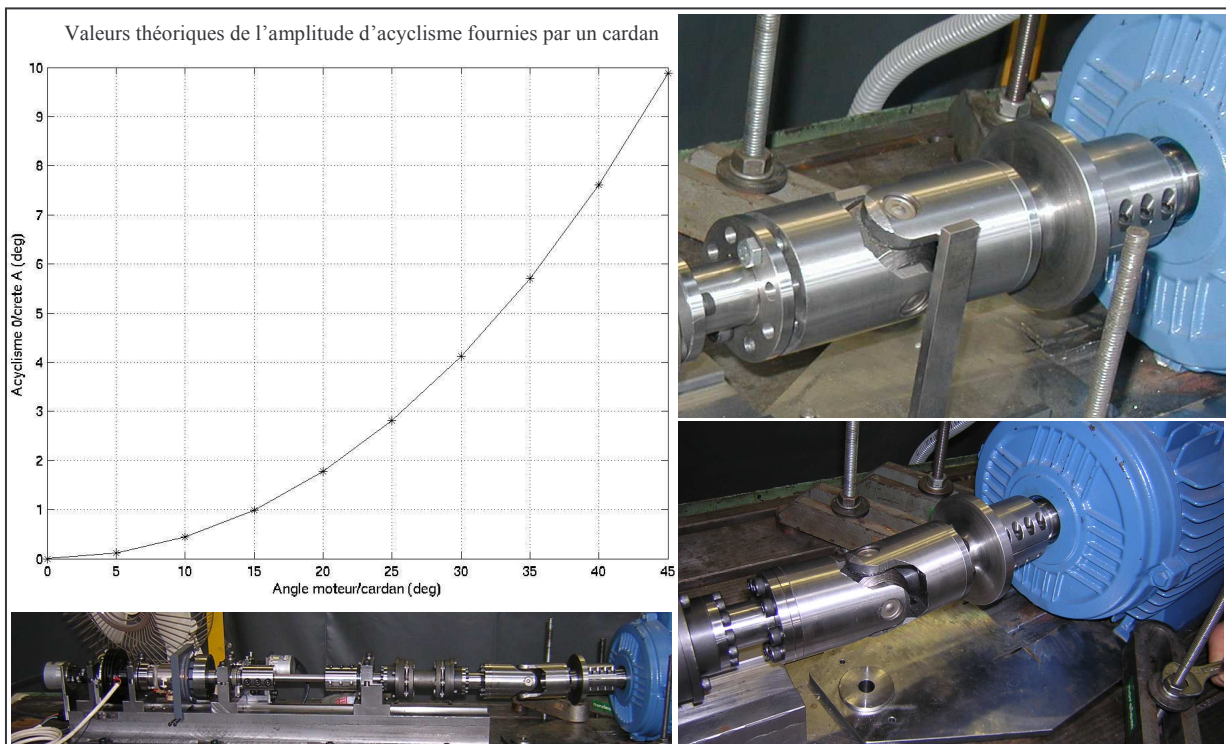 Valeurs théoriques de l'amplitude d'acyclisme fournies par un cardan
10
9
8
7
6
5
4
3
2
1
0
Acyclisme 0/crete A (deg)
0 5 10 15 20 25 30 35 40 45
Angle moteur/cardan (deg)